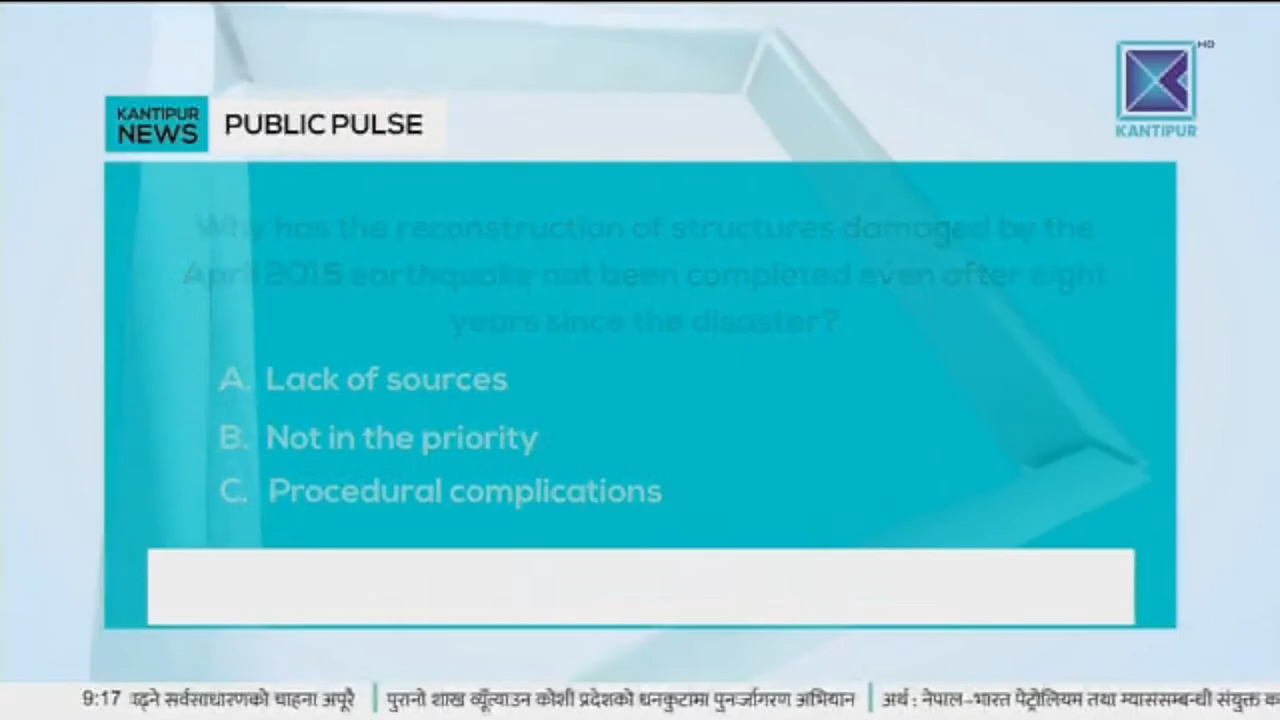 HD
KANTIPUR
KANTIPUR
NEWS
PUBLIC PULSE
Why has the reconstruction of structures damaged by the
April 2015 earthquake not been completed even after eight
years since the disaster?
A. Lack of sources
B. Not in the priority
C. Procedural complications
9:17 पढ्ने सर्वसाधारणको चाहना अपूरै | पुरानो शाख ब्यूँत्याउन कोशी प्रदेशको धनकुटामा पुनर्जागरण अभियान | अर्थ : नेपाल-भारत पेट्रोलियम तथा ग्याससम्बन्धी संयुक्त